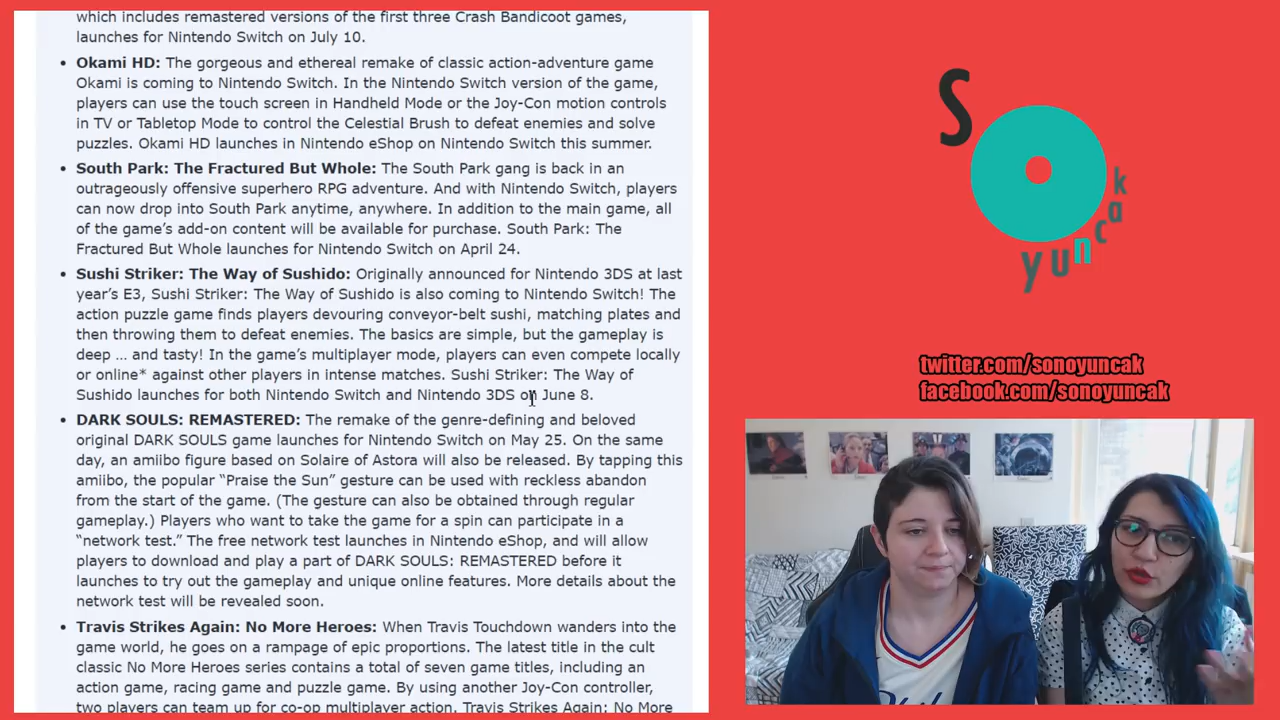 which includes remastered versions of the first three Crash Bandicoot games,
launches for Nintendo Switch on July 10.
Okami HD: The gorgeous and ethereal remake of classic action-adventure game
Okami is coming to Nintendo Switch. In the Nintendo Switch version of the game,
players can use the touch screen in Handheld Mode or the Joy-Con motion controls
in TV or Tabletop Mode to control the Celestial Brush to defeat enemies and solve
puzzles. Okami HD launches in Nintendo eShop on Nintendo Switch this summer.
South Park: The Fractured But Whole: The South Park gang is back in an
outrageously offensive superhero RPG adventure. And with Nintendo Switch, players
can now drop into South Park anytime, anywhere. In addition to the main game, all
of the game’s add-on content will be available for purchase. South Park: The
Fractured But Whole launches for Nintendo Switch on April 24.
Sushi Striker: The Way of Sushido: Originally announced for Nintendo 3DS at last
year’s E3, Sushi Striker: The Way of Sushido is also coming to Nintendo Switch! The
action puzzle game finds players devouring conveyor-belt sushi, matching plates and
then throwing them to defeat enemies. The basics are simple, but the gameplay is
deep … and tasty! In the game’s multiplayer mode, players can even compete locally
or online* against other players in intense matches. Sushi Striker: The Way of
Sushido launches for both Nintendo Switch and Nintendo 3DS on June 8.
DARK SOULS: REMASTERED: The remake of the genre-defining and beloved
original DARK SOULS game launches for Nintendo Switch on May 25. On the same
day, an amiibo figure based on Solaire of Astora will also be released. By tapping this
amiibo, the popular “Praise the Sun” gesture can be used with reckless abandon
from the start of the game. (The gesture can also be obtained through regular
gameplay.) Players who want to take the game for a spin can participate in a
“network test.” The free network test launches in Nintendo eShop, and will allow
players to download and play a part of DARK SOULS: REMASTERED before it
launches to try out the gameplay and unique online features. More details about the
network test will be revealed soon.
Travis Strikes Again: No More Heroes: When Travis Touchdown wanders into the
game world, he goes on a rampage of epic proportions. The latest title in the cult
classic No More Heroes series contains a total of seven game titles, including an
action game, racing game and puzzle game. By using another Joy-Con controller,
two players can team up for co-op multiplayer action. Travis Strikes Again: No More
So
yuncak
twitter.com/sonoyuncak
facebook.com/sonoyuncak